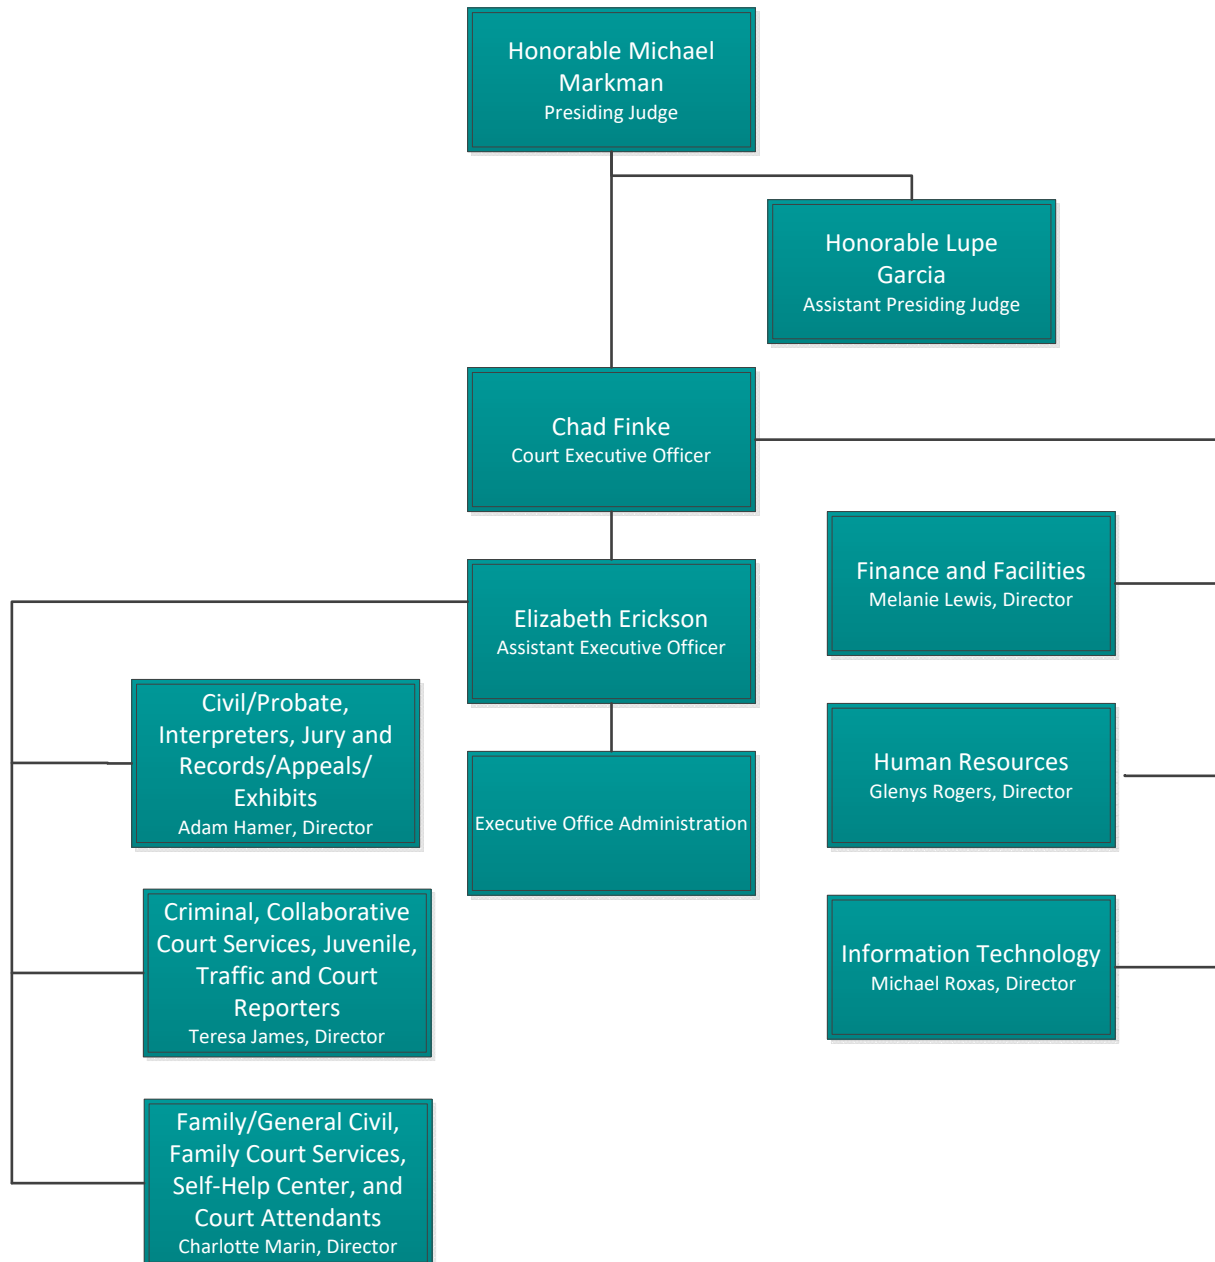 Honorable Michael
Markman
Presiding Judge
Honorable Lupe
Garcia
Assistant Presiding Judge
Chad Finke
Court Executive Officer
Elizabeth Erickson
Assistant Executive Officer
Executive Office Administration
Civil/Probate,
Interpreters, Jury and
Records/Appeals/
Exhibits
Adam Hamer, Director
Criminal, Collaborative
Court Services, Juvenile,
Traffic and Court
Reporters
Teresa James, Director
Family/General Civil,
Family Court Services,
Self-Help Center, and
Court Attendants
Charlotte Marin, Director
Finance and Facilities
Melanie Lewis, Director
Human Resources
Glenys Rogers, Director
Information Technology
Michael Roxas, Director